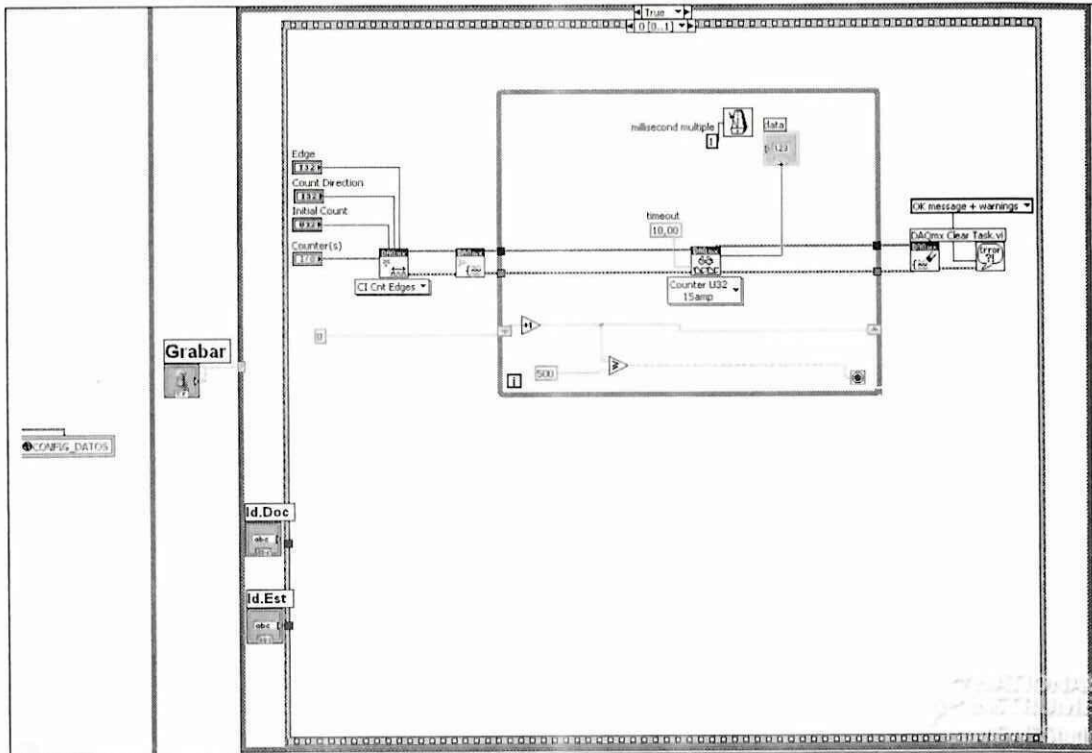 True
0 [0..1]
millisecond multiple
1
data
123
Edge
I32
Count Direction
I32
Initial Count
U32
Counter(s)
I/O
timeout
10,00
OK message + warnings
DAQmx Clear Task.vi
Error
CI Cnt Edges
Counter U32
1Samp
0
+1
500
i
Grabar
CONFIG_DATOS
Id.Doc
abc
Id.Est
abc